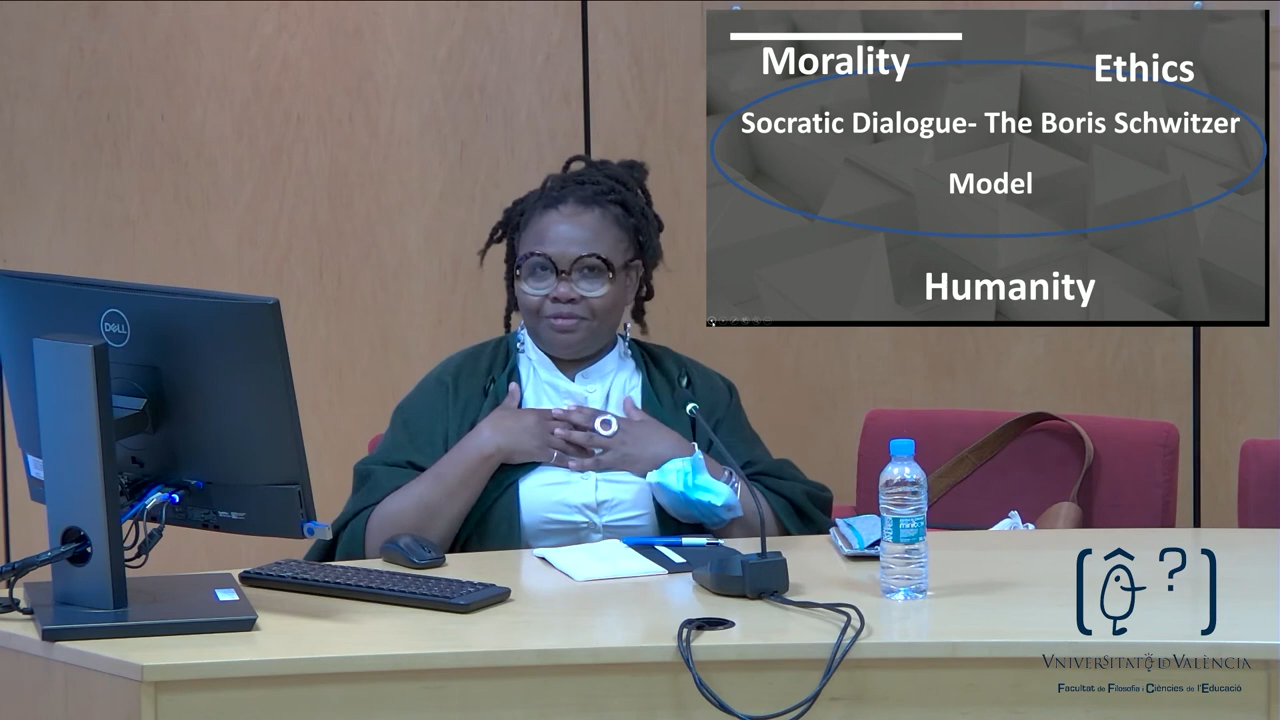 Morality
Ethics
Socratic Dialogue- The Boris Schwitzer
Model
Humanity
DELL
?
VNIVERSITAT ID VALÈNCIA
Facultat de Filosofia i Ciències de l'Educació